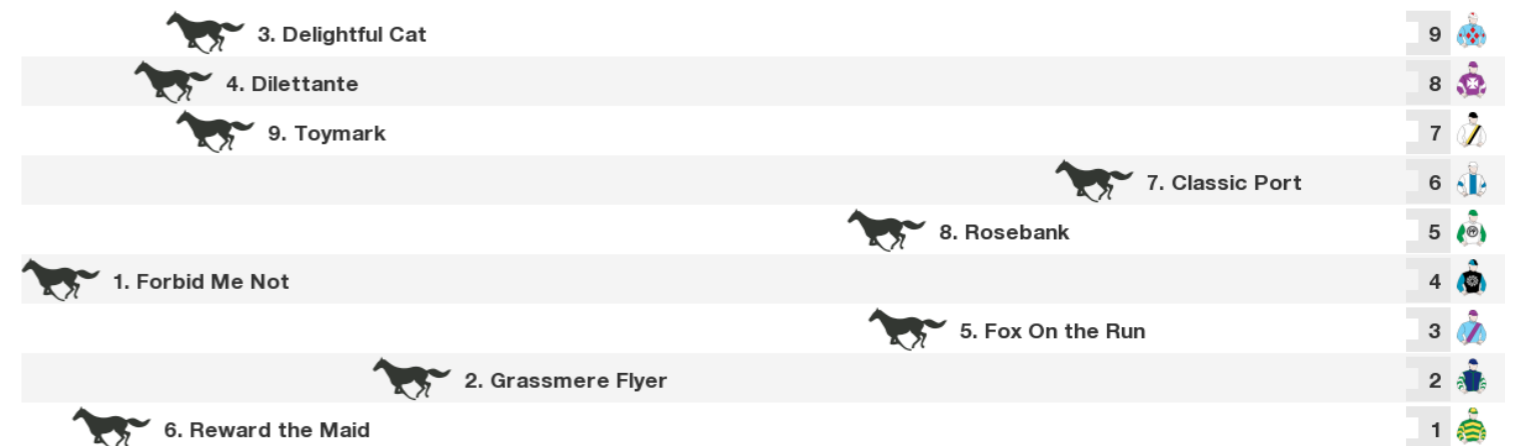 3. Delightful Cat 9
4. Dilettante 8
9. Toymark 7
7. Classic Port 6
8. Rosebank 5
1. Forbid Me Not 4
5. Fox On the Run 3
2. Grassmere Flyer 2
6. Reward the Maid 1